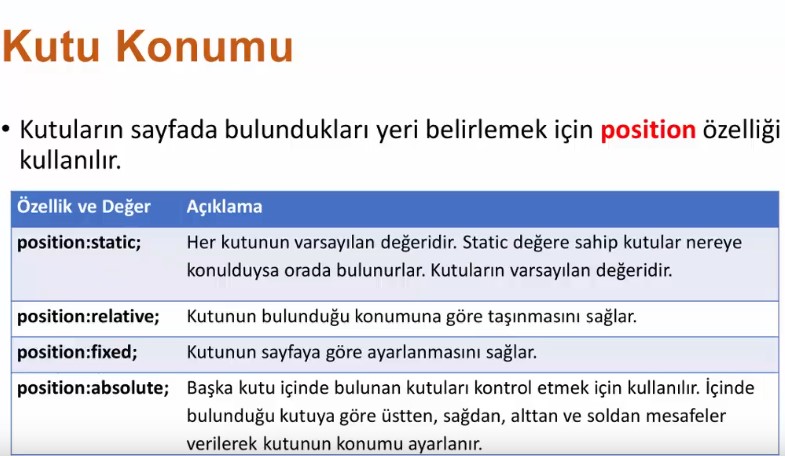 Kutu Konumu
• Kutuların sayfada bulundukları yeri belirlemek için position özelliği
kullanılır.
Özellik ve Değer Açıklama
position:static; Her kutunun varsayılan değeridir. Static değere sahip kutular nereye
konulduysa orada bulunurlar. Kutuların varsayılan değeridir.
position:relative; Kutunun bulunduğu konumuna göre taşınmasını sağlar.
position:fixed; Kutunun sayfaya göre ayarlanmasını sağlar.
position:absolute; Başka kutu içinde bulunan kutuları kontrol etmek için kullanılır. İçinde
bulunduğu kutuya göre üstten, sağdan, alttan ve soldan mesafeler
verilerek kutunun konumu ayarlanır.